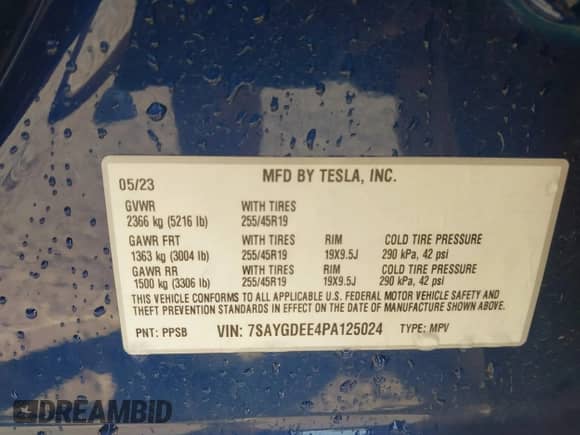 05/23 MFD BY TESLA, INC.
GVWR WITH TIRES
2366 kg (5216 lb) 255/45R19
GAWR FRT WITH TIRES RIM COLD TIRE PRESSURE
1363 kg (3004 lb) 255/45R19 19X9.5J 290 kPa, 42 psi
GAWR RR WITH TIRES RIM COLD TIRE PRESSURE
1500 kg (3306 lb) 255/45R19 19X9.5J 290 kPa, 42 psi
THIS VEHICLE CONFORMS TO ALL APPLICABLE U.S. FEDERAL MOTOR VEHICLE SAFETY AND
THEFT PREVENTION STANDARDS IN EFFECT ON THE DATE OF MANUFACTURE SHOWN ABOVE.
PNT: PPSB VIN: 7SAYGDEE4PA125024 TYPE: MPV
DREAMBID